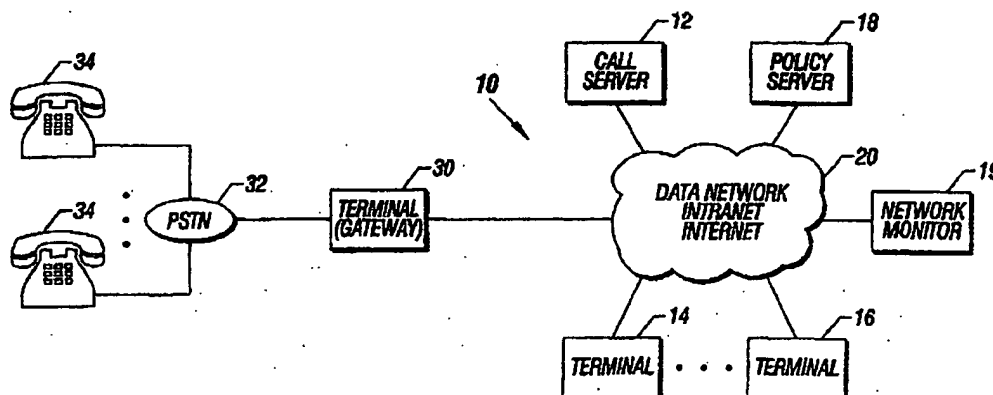 12
18
34
CALL
SERVER
POLICY
SERVER
10
20
19
32
30
34
PSTN
TERMINAL
(GATEWAY)
DATA NETWORK
INTRANET
INTERNET
NETWORK
MONITOR
14
16
TERMINAL
TERMINAL